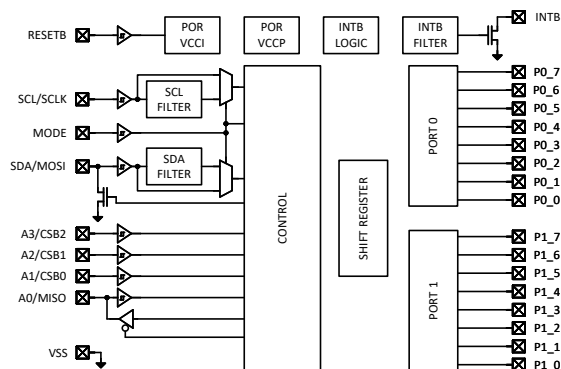 RESETB
POR
VCCI
POR
VCCP
INTB
LOGIC
INTB
FILTER
INTB
SCL/SCLK
SCL
FILTER
MODE
SDA/MOSI
SDA
FILTER
CONTROL
SHIFT REGISTER
PORT 0
P0_7
P0_6
P0_5
P0_4
P0_3
P0_2
P0_1
P0_0
A3/CSB2
A2/CSB1
A1/CSB0
A0/MISO
VSS
PORT 1
P1_7
P1_6
P1_5
P1_4
P1_3
P1_2
P1_1
P1_0